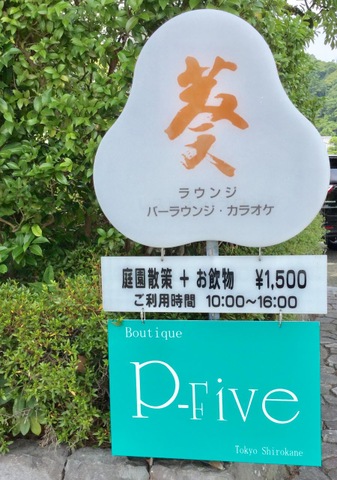 葵
ラウンジ
バーラウンジ・カラオケ
庭園散策 + お飲物 ¥1,500
ご利用時間 10:00~16:00
Boutique
P-Five
Tokyo Shirokane